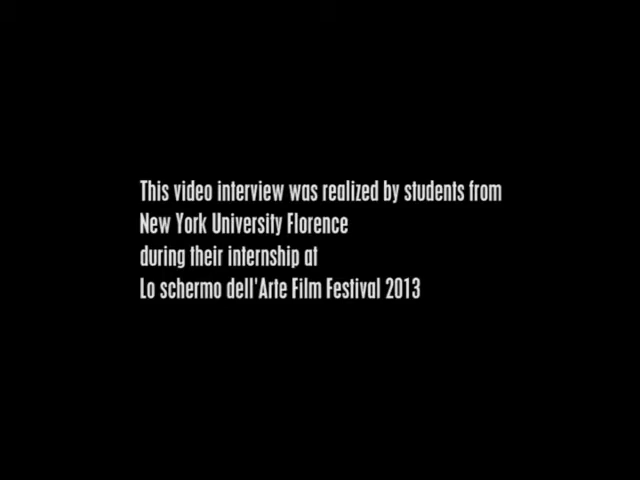 This video interview was realized by students from
New York University Florence
during their internship at
Lo schermo dell'Arte Film Festival 2013